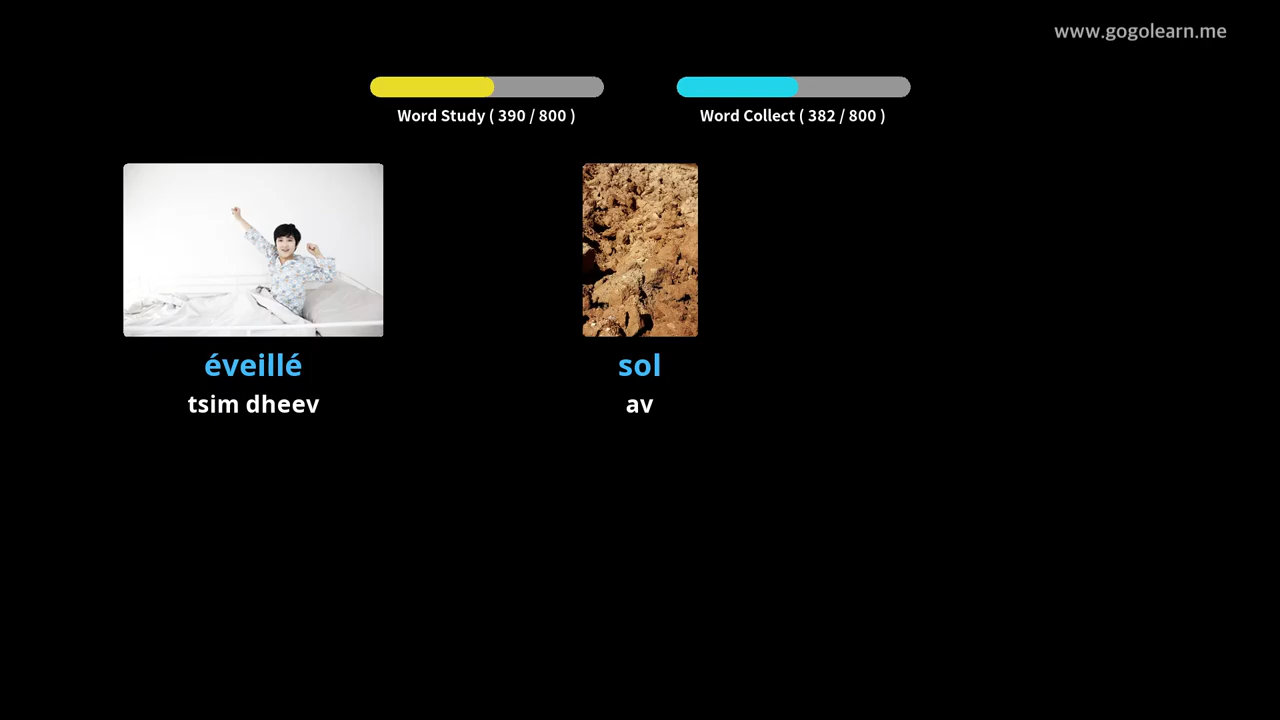 www.gogolearn.me
Word Study ( 390 / 800 )
Word Collect ( 382 / 800 )
éveillé
tsim dheev
sol
av